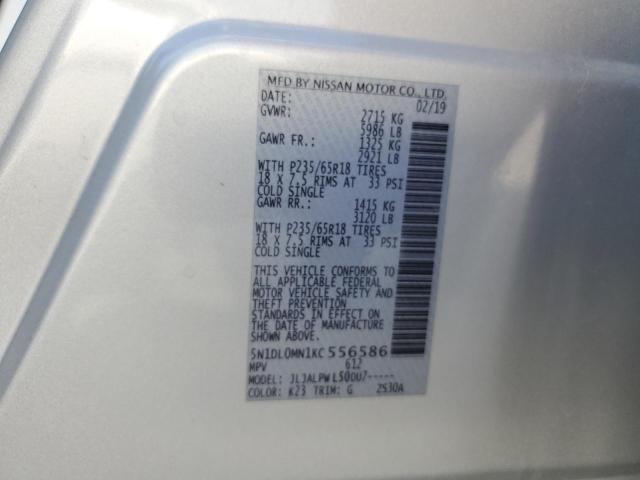 MFD BY NISSAN MOTOR CO., LTD.
DATE: 02/19
GVWR: 2715 KG
5986 LB
GAWR FR.: 1325 KG
2921 LB
WITH P235/65R18 TIRES
18 X 7.5 RIMS AT 33 PSI
COLD SINGLE
GAWR RR.: 1415 KG
3120 LB
WITH P235/65R18 TIRES
18 X 7.5 RIMS AT 33 PSI
COLD SINGLE
THIS VEHICLE CONFORMS TO
ALL APPLICABLE FEDERAL
MOTOR VEHICLE SAFETY AND
THEFT PREVENTION
STANDARDS IN EFFECT ON
THE DATE OF MANUFACTURE
SHOWN ABOVE.
5N1DL0MN1KC556586
MPV 612
MODEL: JL3ALPWL50DU7-----
COLOR: K23 TRIM: G 2S30A